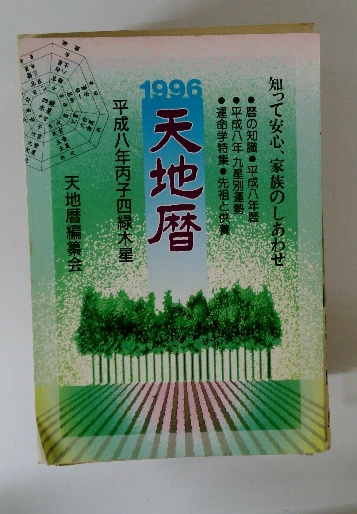 知って安心、家族のしあわせ
●暦の知識●平成八年暦
●平成八年九星別運勢
●運命学特集●先祖と供養
1996
天地暦
平成八年丙子四緑木星
天地暦編纂会